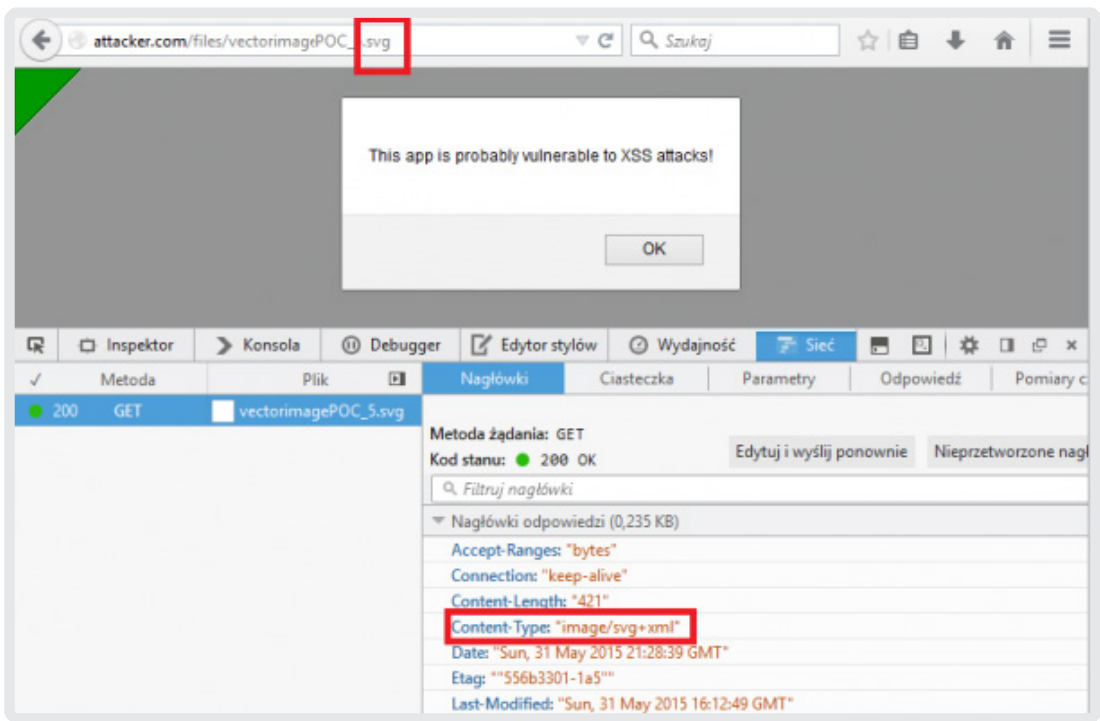 attacker.com/files/vectorimagePOC_5.svg
Szukaj
This app is probably vulnerable to XSS attacks!
OK
Inspektor Konsola Debugger Edytor stylów Wydajność Sieć
✓ Metoda Plik Nagłówki Ciasteczka Parametry Odpowiedź Pomiary c
200 GET vectorimagePOC_5.svg
Metoda żądania: GET
Kod stanu: 200 OK
Edytuj i wyślij ponownie Nieprzetworzone nagł
Filtruj nagłówki
Nagłówki odpowiedzi (0,235 KB)
Accept-Ranges: "bytes"
Connection: "keep-alive"
Content-Length: "421"
Content-Type: "image/svg+xml"
Date: "Sun, 31 May 2015 21:28:39 GMT"
Etag: ""556b3301-1a5""
Last-Modified: "Sun, 31 May 2015 16:12:49 GMT"